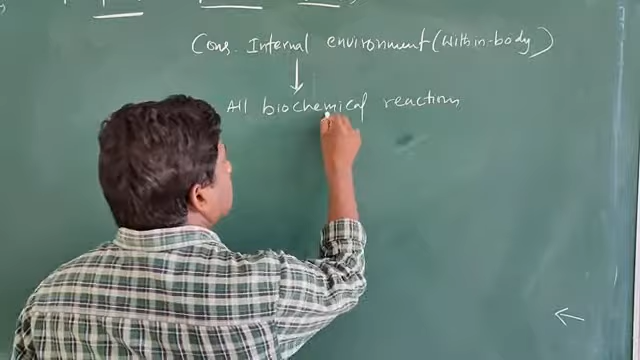 Cons. Internal environment (within-body)
All biochemical reactions